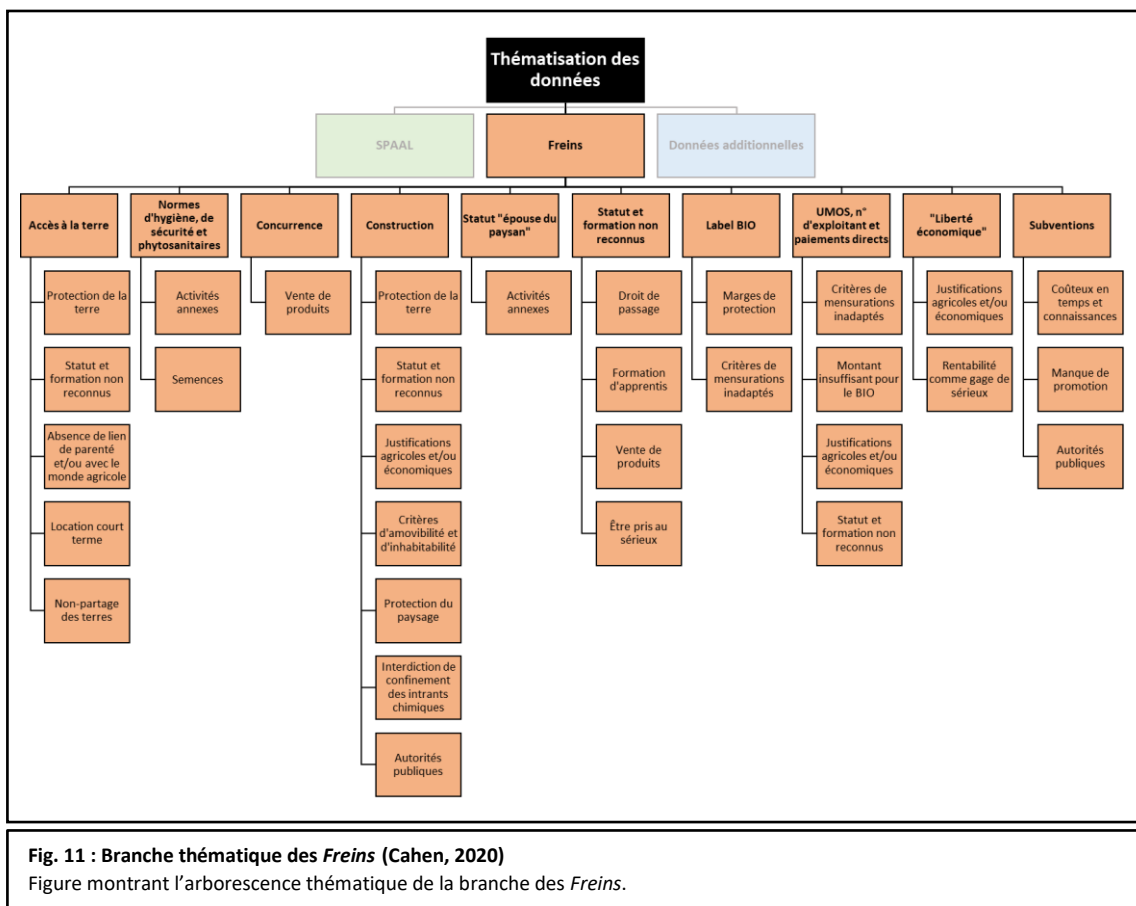 Thématisation des
données
SPAAL
Freins
Données additionnelles
Accès à la terre
Normes
d'hygiène, de
sécurité et
phytosanitaires
Concurrence
Construction
Statut "épouse du
paysan"
Statut et
formation non
reconnus
Label BIO
UMOS, n°
d'exploitant et
paiements directs
"Liberté
économique"
Subventions
Protection de la
terre
Statut et
formation non
reconnus
Absence de lien
de parenté
et/ou avec le
monde agricole
Location court
terme
Non-partage
des terres
Activités
annexes
Semences
Vente de
produits
Protection de la
terre
Statut et
formation non
reconnus
Justifications
agricoles et/ou
économiques
Critères
d'amovibilité et
d'inhabitabilité
Protection du
paysage
Interdiction de
confinement
des intrants
chimiques
Autorités
publiques
Activités
annexes
Droit de
passage
Formation
d'apprentis
Vente de
produits
Être pris au
sérieux
Marges de
protection
Critères de
mensurations
inadaptés
Critères de
mensurations
inadaptés
Montant
insuffisant pour
le BIO
Justifications
agricoles et/ou
économiques
Statut et
formation non
reconnus
Justifications
agricoles et/ou
économiques
Rentabilité
comme gage de
sérieux
Coûteux en
temps et
connaissances
Manque de
promotion
Autorités
publiques
Fig. 11 : Branche thématique des Freins (Cahen, 2020)
Figure montrant l'arborescence thématique de la branche des Freins.